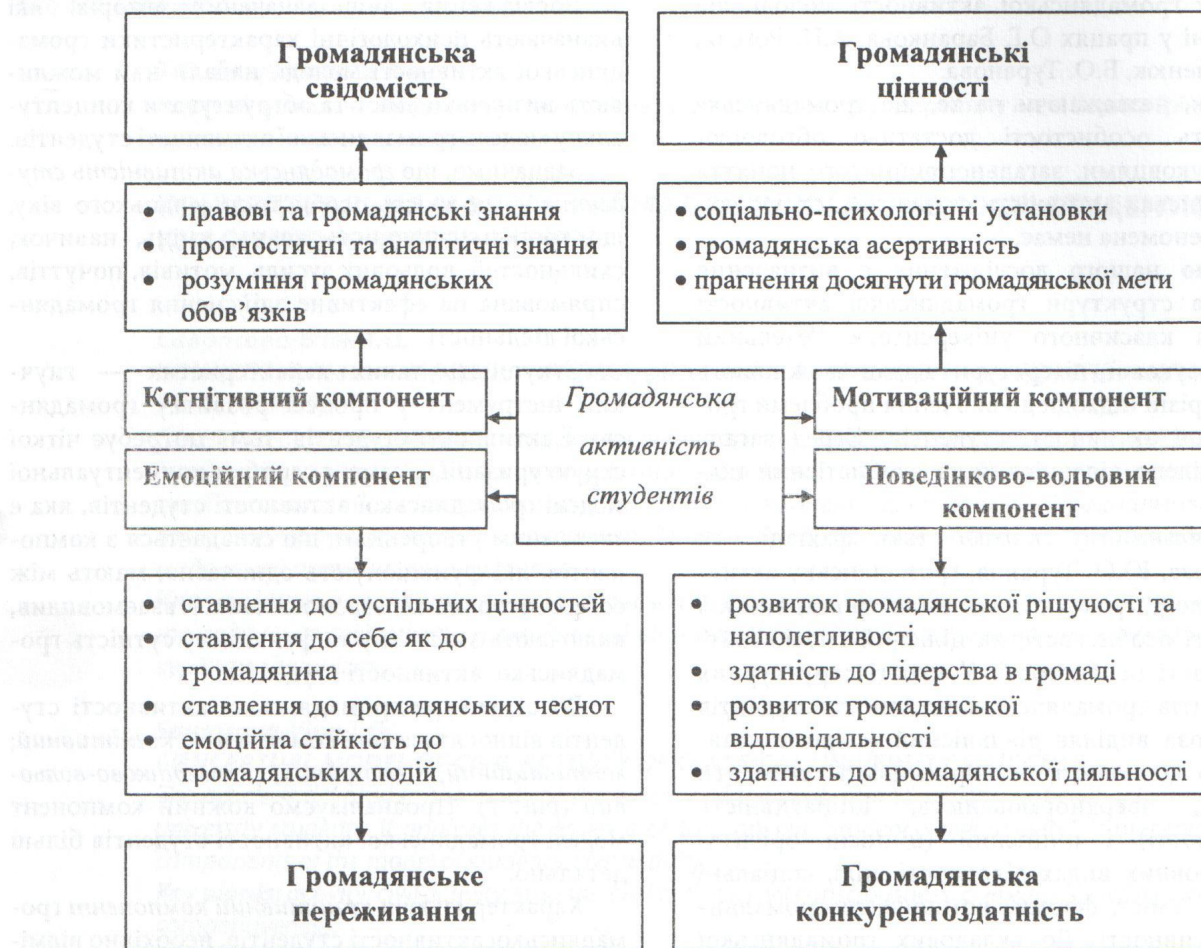 Громадянська
свідомість
Громадянські
цінності
• правові та громадянські знання
• прогностичні та аналітичні знання
• розуміння громадянських
обов’язків
• соціально-психологічні установки
• громадянська асертивність
• прагнення досягнути громадянської мети
Когнітивний компонент
Громадянська
активність
студентів
Мотиваційний компонент
Емоційний компонент
Поведінково-вольовий
компонент
• ставлення до суспільних цінностей
• ставлення до себе як до
громадянина
• ставлення до громадянських чеснот
• емоційна стійкість до
громадянських подій
• розвиток громадянської рішучості та
наполегливості
• здатність до лідерства в громаді
• розвиток громадянської
відповідальності
• здатність до громадянської діяльності
Громадянське
переживання
Громадянська
конкурентоздатність